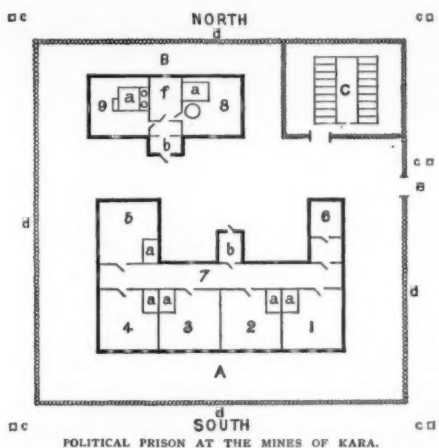 c NORTH c
d
B
9 a f a 8
C
b
c
d
5 6
b
a
7
d
a a a a
4 3 2 1
A
d
c SOUTH c
POLITICAL PRISON AT THE MINES OF KARA.